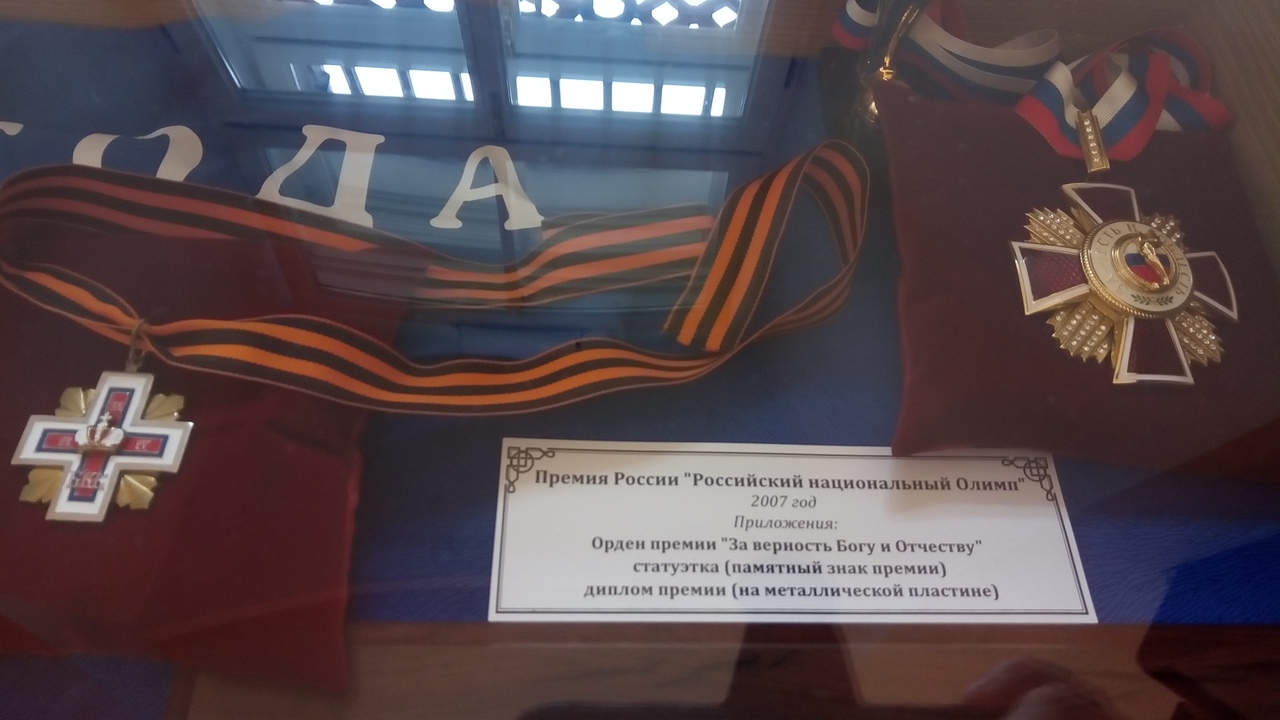 ОДА
Премия России "Российский национальный Олимп"
2007 год
Приложения:
Орден премии "За верность Богу и Отчеству"
статуэтка (памятный знак премии)
диплом премии (на металлической пластине)